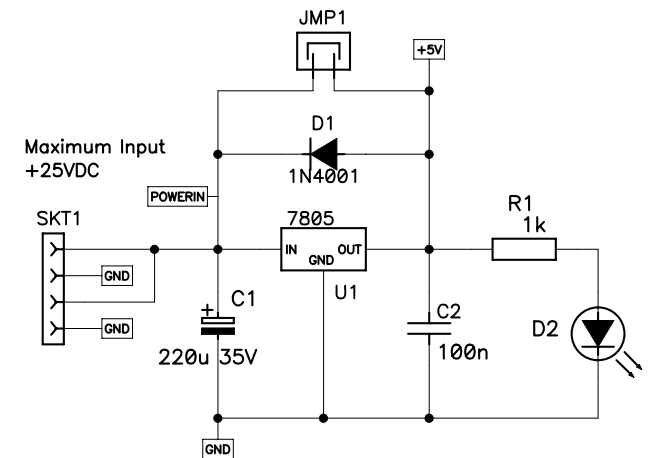 JMP1
+5V
D1
1N4001
Maximum Input
+25VDC
POWERIN
SKT1
7805
IN OUT
GND
U1
R1
1k
GND
GND
C1
+
220u 35V
C2
100n
D2
GND